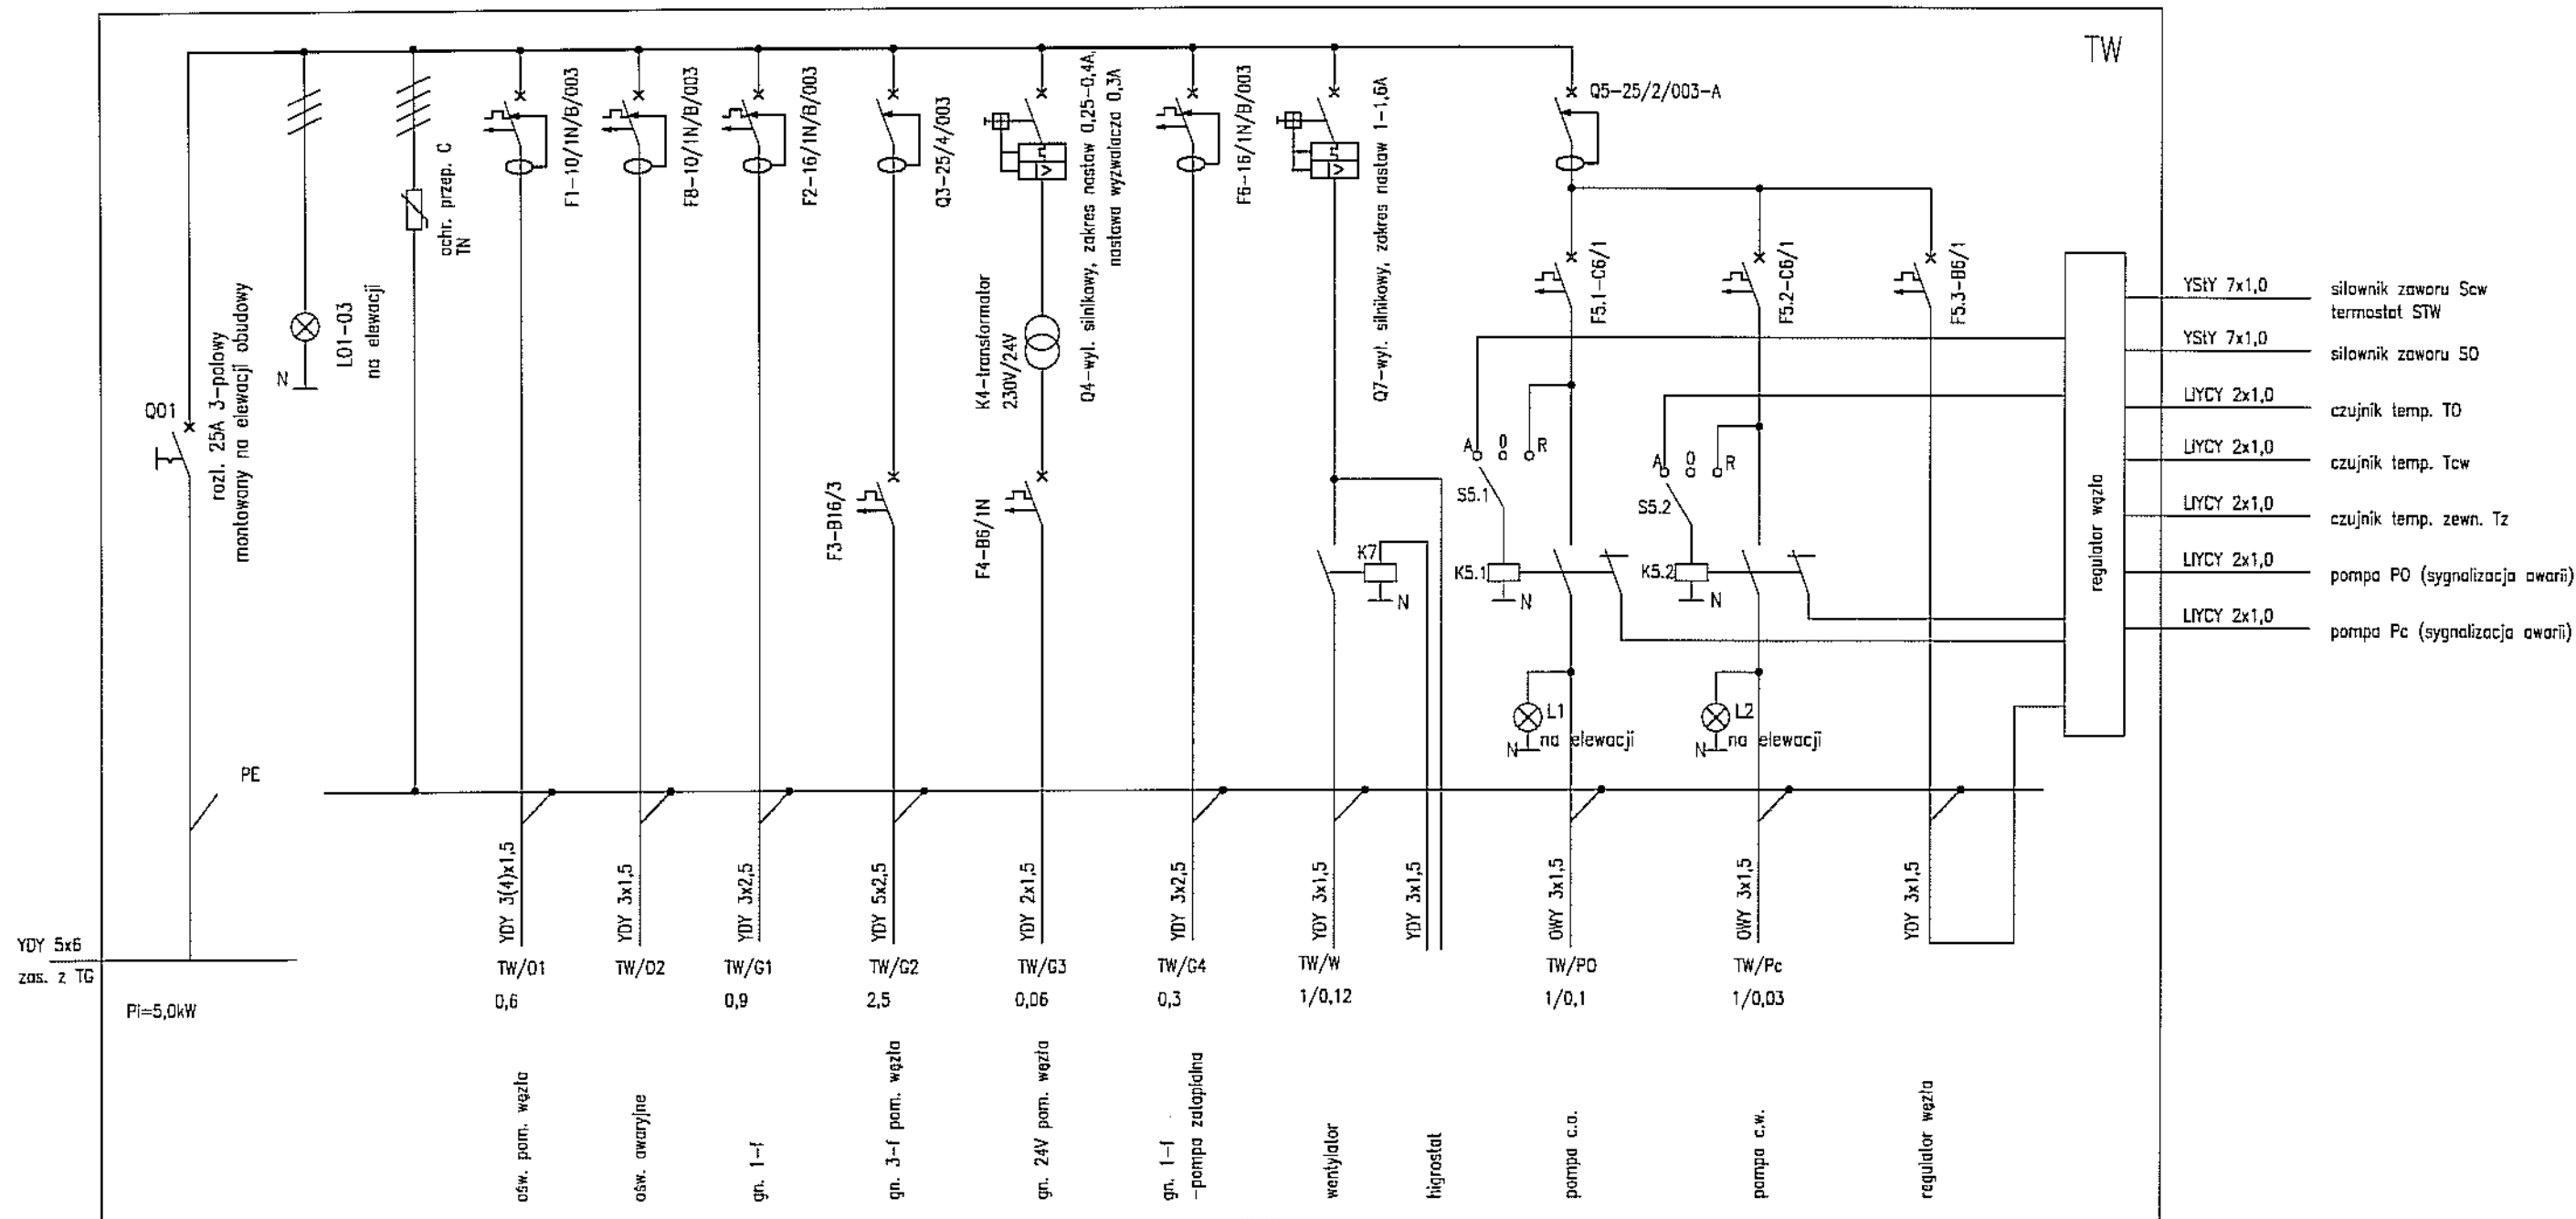 TW
Q01
rozł. 25A 3-polowy
montowany na elewacji obudowy
N
L01-03
na elewacji
ochr. przep. C
TN
F1-10/1N/B/003
F8-10/1N/B/003
F2-16/1N/B/003
Q3-25/4/003
F3-B16/3
K4-transformator
230V/24V
Q4-wył. silnikowy, zakres nastaw 0,25-0,4A,
nastawa wyzwalacza 0,3A
F4-B6/1N
F6-16/1N/B/003
Q7-wył. silnikowy, zakres nastaw 1-1,6A
K7
N
Q5-25/2/003-A
F5.1-C6/1
F5.2-C6/1
F5.3-B6/1
A 0 R
S5.1
K5.1
N
A 0 R
S5.2
K5.2
N
L1
N na elewacji
L2
N na elewacji
regulator węzła
YStY 7x1,0
siłownik zaworu Scw
termostat STW
YStY 7x1,0
siłownik zaworu SO
LIYCY 2x1,0
czujnik temp. TO
LIYCY 2x1,0
czujnik temp. Tcw
LIYCY 2x1,0
czujnik temp. zewn. Tz
LIYCY 2x1,0
pompa PO (sygnalizacja awarii)
LIYCY 2x1,0
pompa Pc (sygnalizacja awarii)
PE
YDY 5x6
zas. z TG
Pi=5,0kW
YDY 3(4)x1,5
YDY 3x1,5
YDY 3x2,5
YDY 5x2,5
YDY 2x1,5
YDY 3x2,5
YDY 3x1,5
YDY 3x1,5
OWY 3x1,5
OWY 3x1,5
YDY 3x1,5
TW/O1
TW/O2
TW/G1
TW/G2
TW/G3
TW/G4
TW/W
TW/PO
TW/Pc
0,6
0,9
2,5
0,06
0,3
1/0,12
1/0,1
1/0,03
ośw. pom. węzła
ośw. awaryjne
gn. 1-f
gn. 3-f pom. węzła
gn. 24V pom. węzła
gn. 1-f
-pompa zatapialna
wentylator
higrostat
pompa c.o.
pompa c.w.
regulator węzła